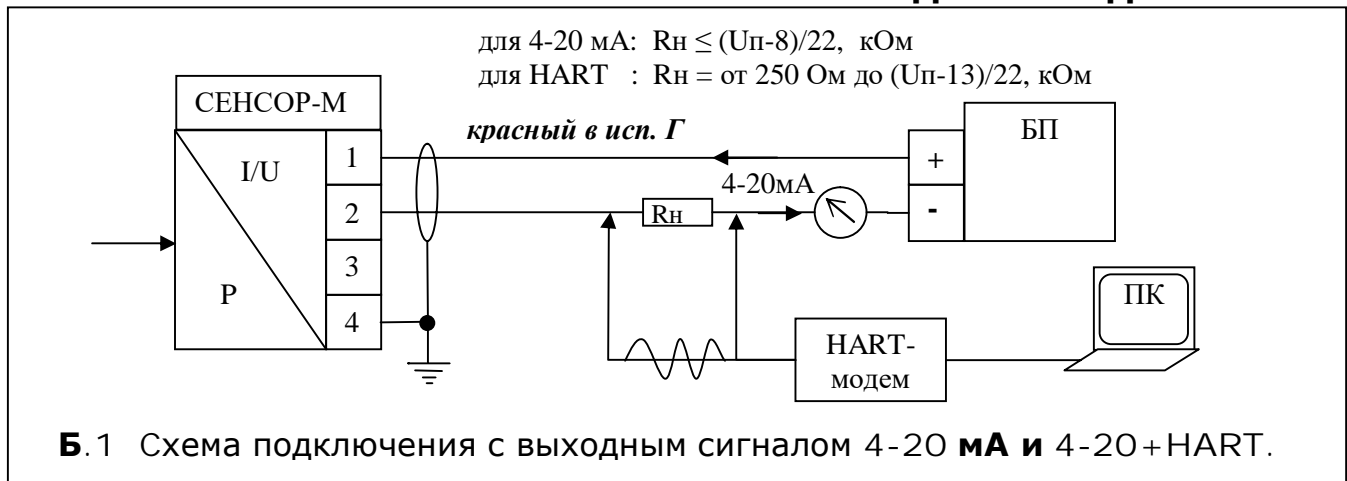 для 4-20 мА: Rн ≤ (Uп-8)/22, кОм
для HART : Rн = от 250 Ом до (Uп-13)/22, кОм
СЕНСОР-М
красный в исп. Г
БП
I/U
1
+
4-20мА
2
Rн
-
3
P
4
ПК
HART-
модем
Б.1 Схема подключения с выходным сигналом 4-20 мА и 4-20+HART.